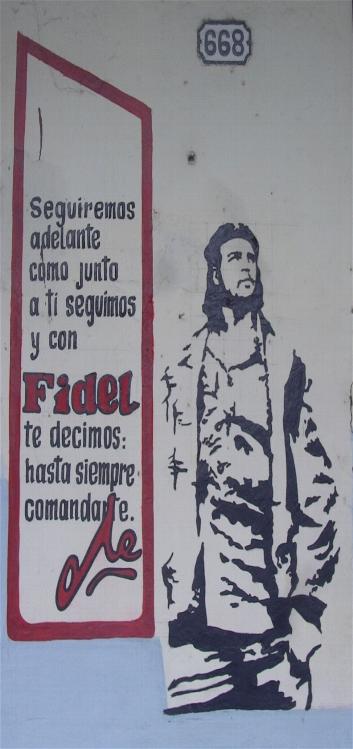 668
Seguiremos
adelante
como junto
a ti seguimos
y con
Fidel
te decimos:
hasta siempre
comandante.
che